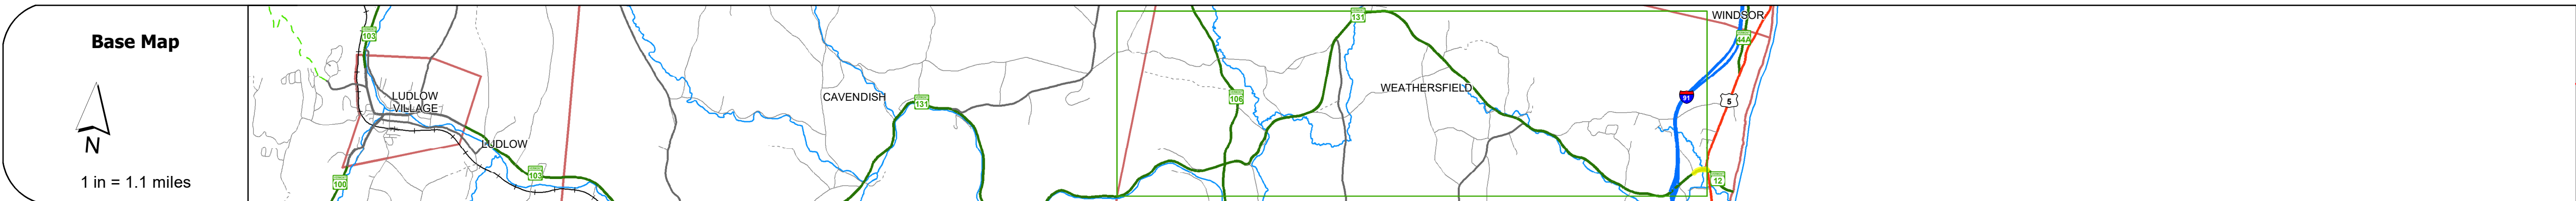 Base Map
N
1 in = 1.1 miles
103
LUDLOW
VILLAGE
LUDLOW
100
103
CAVENDISH
131
106
131
WEATHERSFIELD
WINDSOR
44A
91
5
12